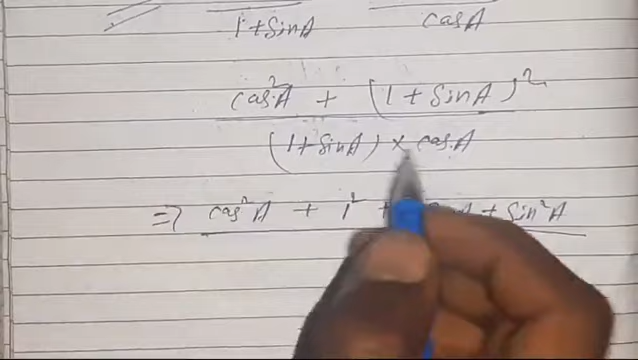 1+SinA cosA
cos²A + (1 + SinA)²
(1+SinA) × cosA
=> cos²A + 1² + A + Sin²A